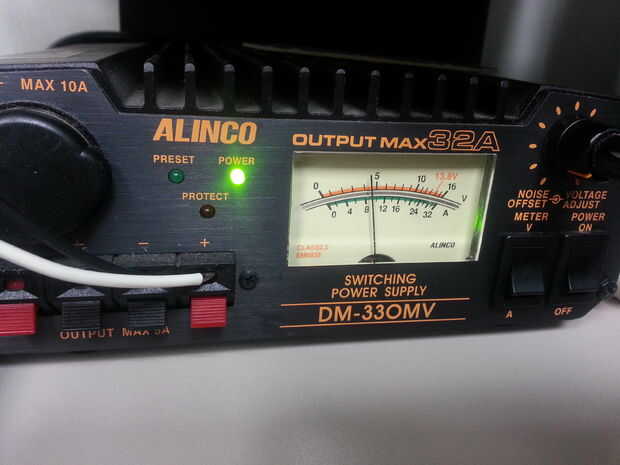 MAX 10A
ALINCO
OUTPUT MAX 32A
PRESET POWER
PROTECT
0 5 10 13.8V 16 V
0 4 8 12 16 24 32 A
ALINCO
NOISE OFFSET
VOLTAGE ADJUST
METER V
POWER ON
− +
SWITCHING
POWER SUPPLY
DM-330MV
A OFF
OUTPUT MAX 5A